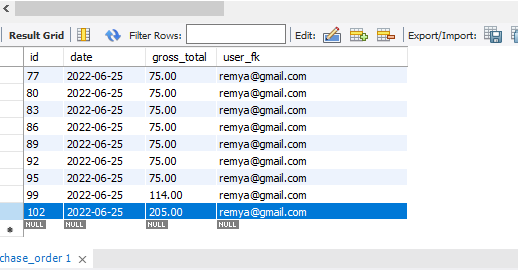 Result Grid Filter Rows: Edit: Export/Import:
id date gross_total user_fk
77 2022-06-25 75.00 remya@gmail.com
80 2022-06-25 75.00 remya@gmail.com
83 2022-06-25 75.00 remya@gmail.com
86 2022-06-25 75.00 remya@gmail.com
89 2022-06-25 75.00 remya@gmail.com
92 2022-06-25 75.00 remya@gmail.com
95 2022-06-25 75.00 remya@gmail.com
99 2022-06-25 114.00 remya@gmail.com
102 2022-06-25 205.00 remya@gmail.com
NULL NULL NULL NULL
chase_order 1